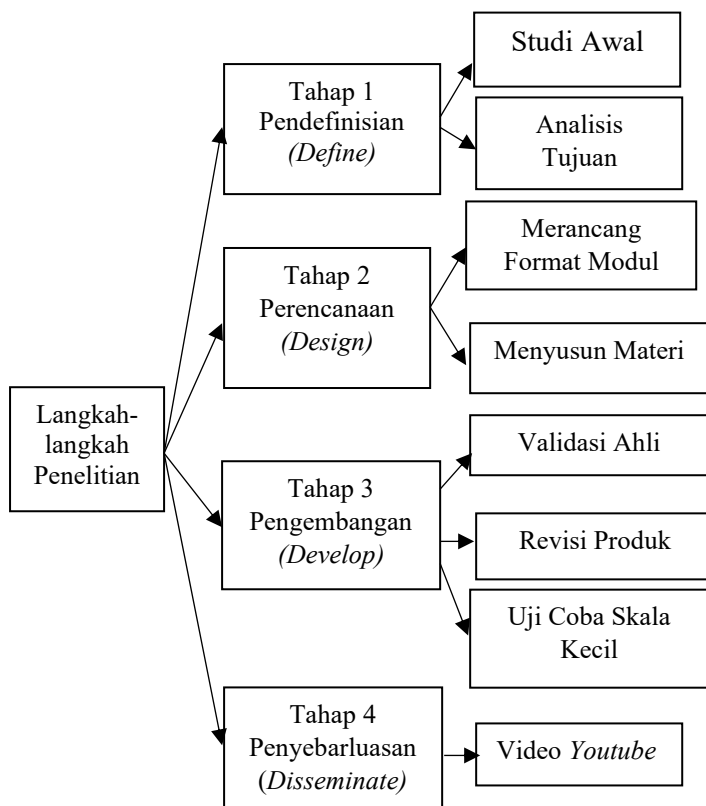 Langkah-
langkah
Penelitian
Tahap 1
Pendefinisian
(Define)
Studi Awal
Analisis
Tujuan
Tahap 2
Perencanaan
(Design)
Merancang
Format Modul
Menyusun Materi
Tahap 3
Pengembangan
(Develop)
Validasi Ahli
Revisi Produk
Uji Coba Skala
Kecil
Tahap 4
Penyebarluasan
(Disseminate)
Video Youtube